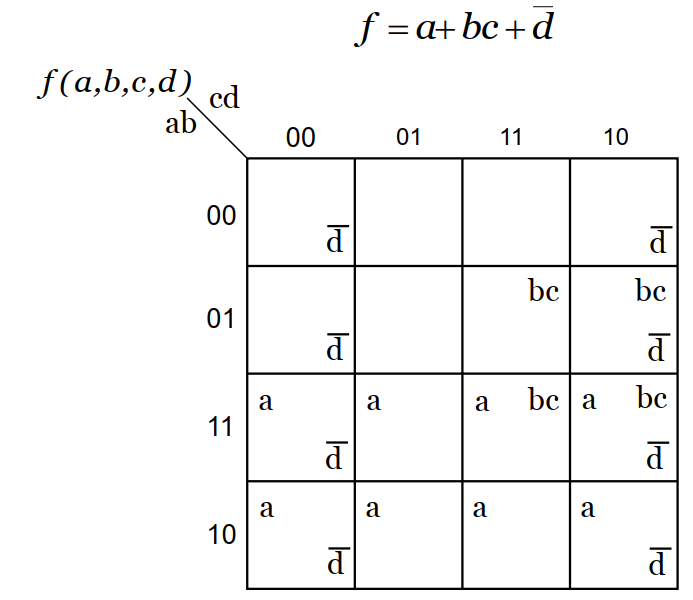 f = a+ bc + d̅
f(a,b,c,d) cd
ab
00 01 11 10
00 d̅ d̅
01 bc bc
d̅ d̅
11 a a a bc a bc
d̅ d̅
10 a a a a
d̅ d̅